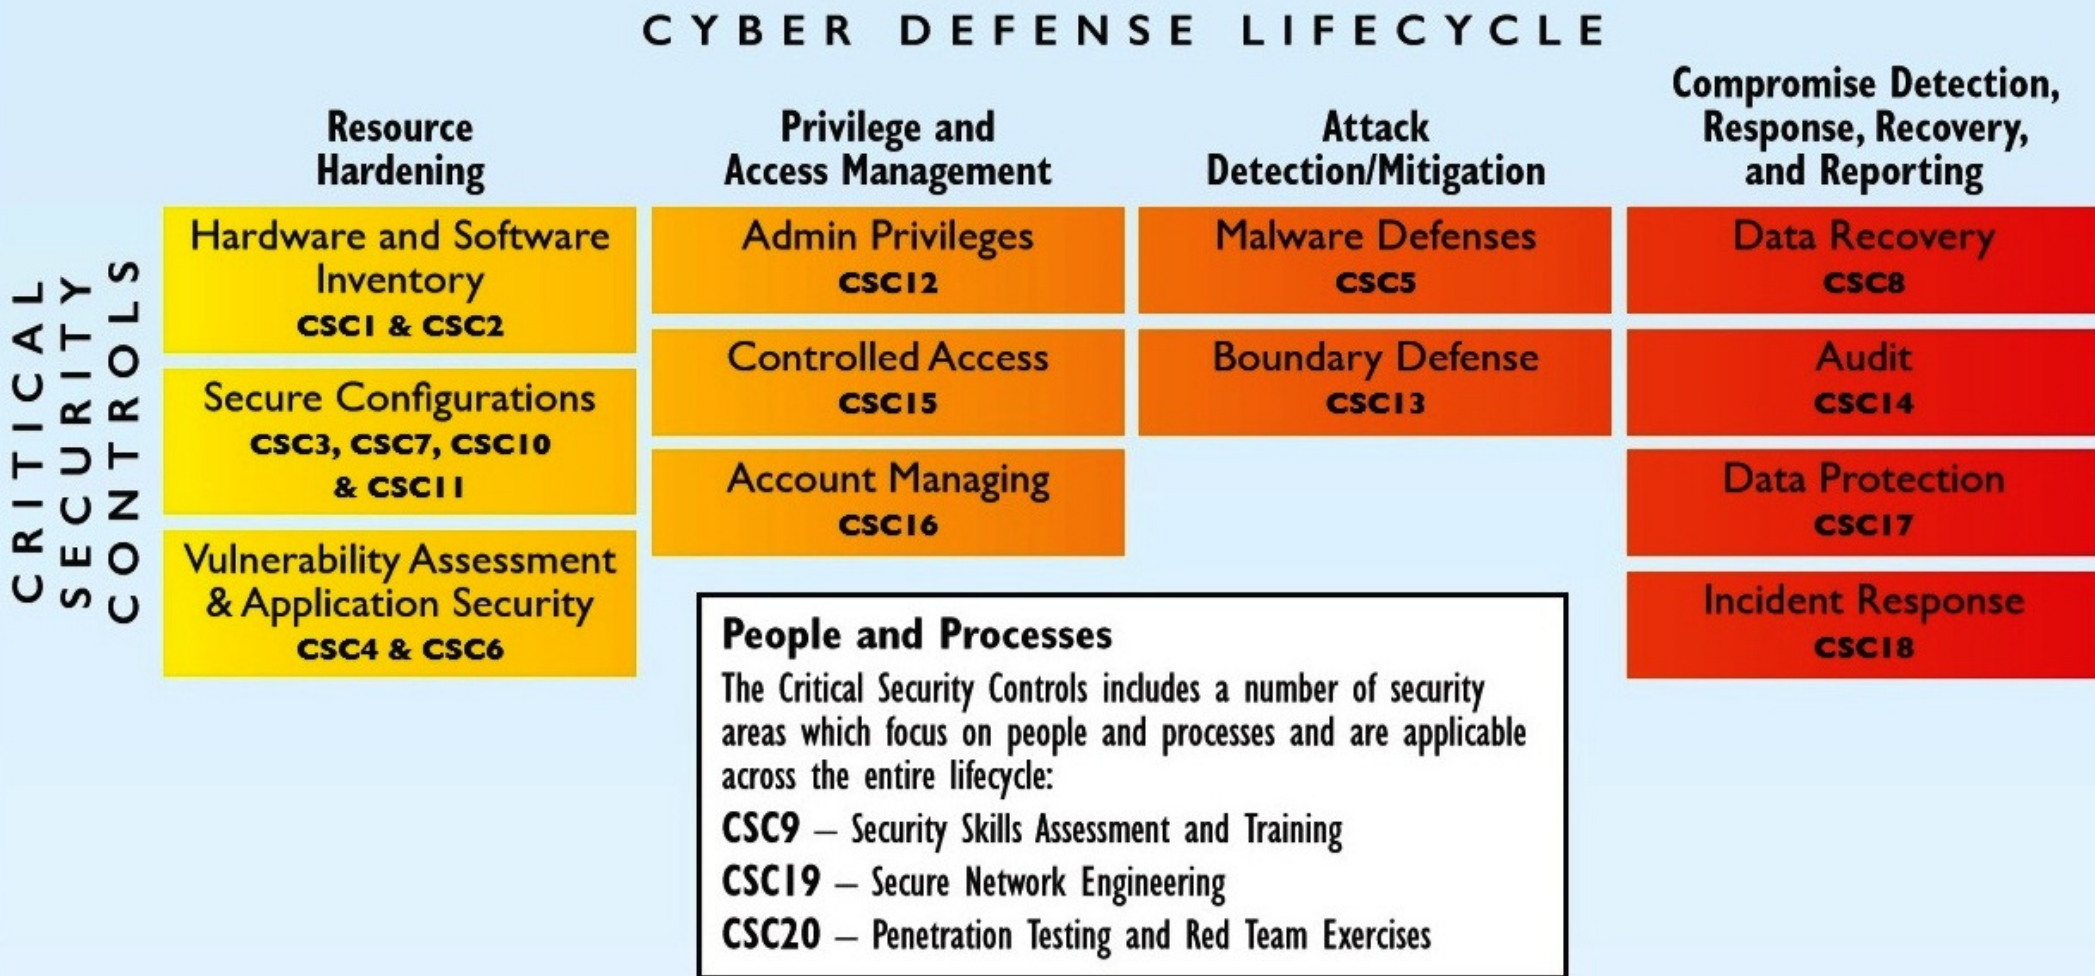 CYBER DEFENSE LIFECYCLE
CRITICAL
SECURITY
CONTROLS
Resource
Hardening
Hardware and Software
Inventory
CSC1 & CSC2
Secure Configurations
CSC3, CSC7, CSC10
& CSC11
Vulnerability Assessment
& Application Security
CSC4 & CSC6
Privilege and
Access Management
Admin Privileges
CSC12
Controlled Access
CSC15
Account Managing
CSC16
Attack
Detection/Mitigation
Malware Defenses
CSC5
Boundary Defense
CSC13
Compromise Detection,
Response, Recovery,
and Reporting
Data Recovery
CSC8
Audit
CSC14
Data Protection
CSC17
Incident Response
CSC18
People and Processes
The Critical Security Controls includes a number of security
areas which focus on people and processes and are applicable
across the entire lifecycle:
CSC9 – Security Skills Assessment and Training
CSC19 – Secure Network Engineering
CSC20 – Penetration Testing and Red Team Exercises